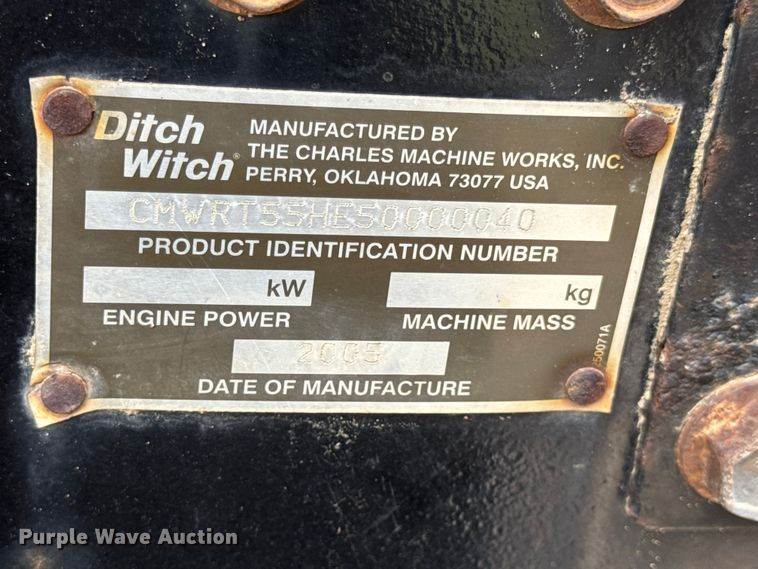 Ditch Witch®
MANUFACTURED BY
THE CHARLES MACHINE WORKS, INC.
PERRY, OKLAHOMA 73077 USA
CMWRT55HE50000040
PRODUCT IDENTIFICATION NUMBER
kW
kg
ENGINE POWER
MACHINE MASS
2005
DATE OF MANUFACTURE
Purple Wave Auction